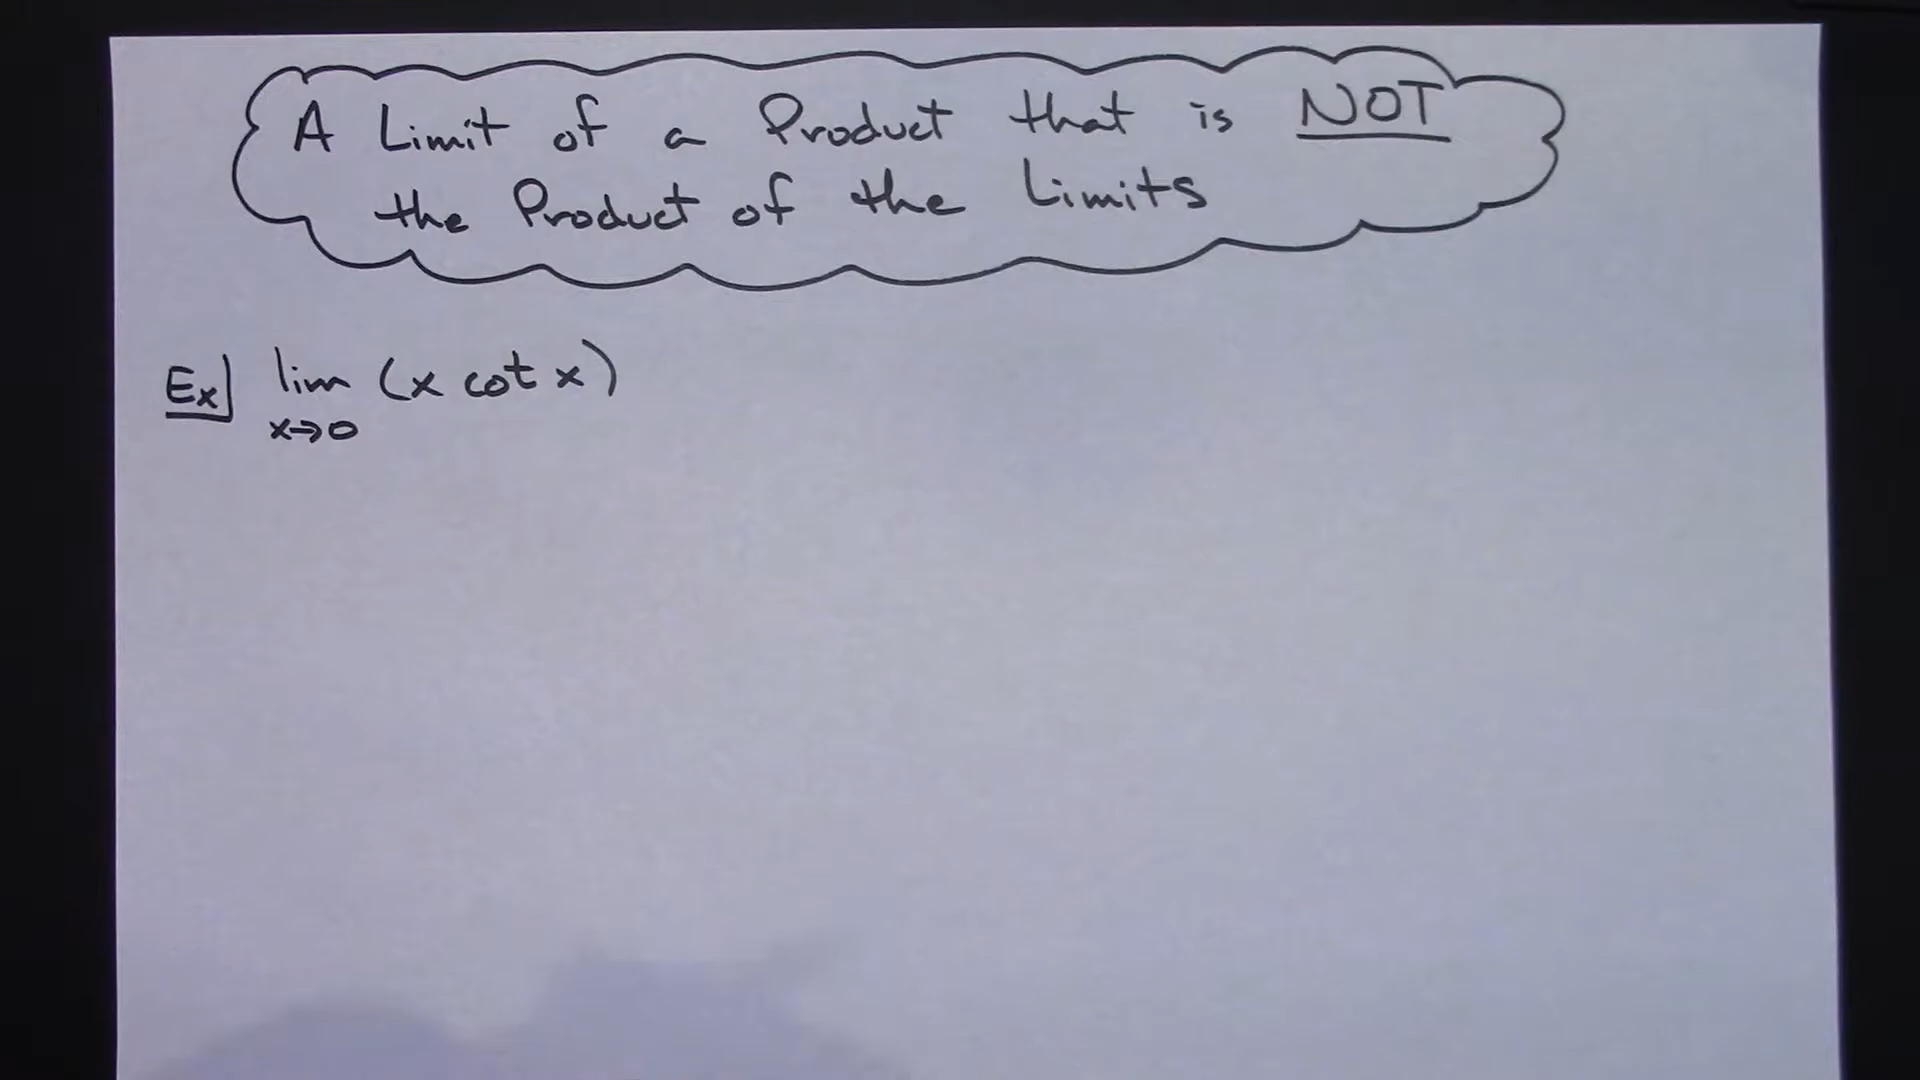 A Limit of a Product that is NOT
the Product of the Limits
Ex] lim (x cot x)
x→0